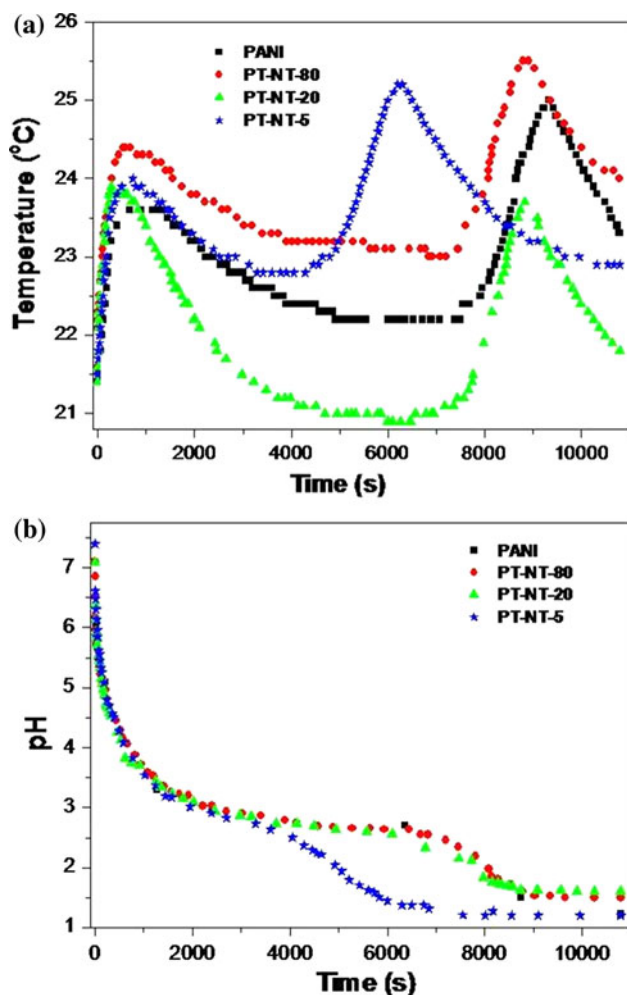 (a)
26
25
24
23
22
21
Temperature (°C)
PANI
PT-NT-80
PT-NT-20
PT-NT-5
0 2000 4000 6000 8000 10000
Time (s)
(b)
7
6
5
4
3
2
1
pH
PANI
PT-NT-80
PT-NT-20
PT-NT-5
0 2000 4000 6000 8000 10000
Time (s)